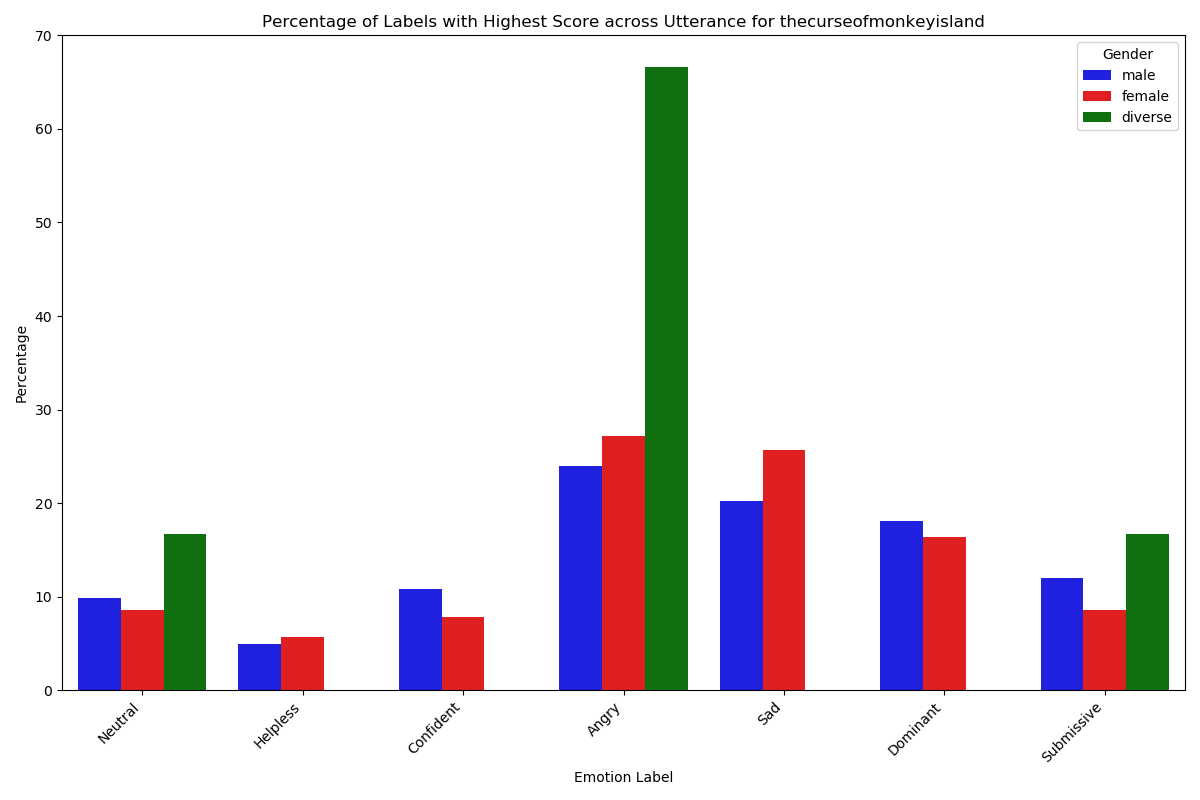 Percentage of Labels with Highest Score across Utterance for thecurseofmonkeyisland
Gender
male
female
diverse
Percentage
70
60
50
40
30
20
10
0
Neutral
Helpless
Confident
Angry
Sad
Dominant
Submissive
Emotion Label